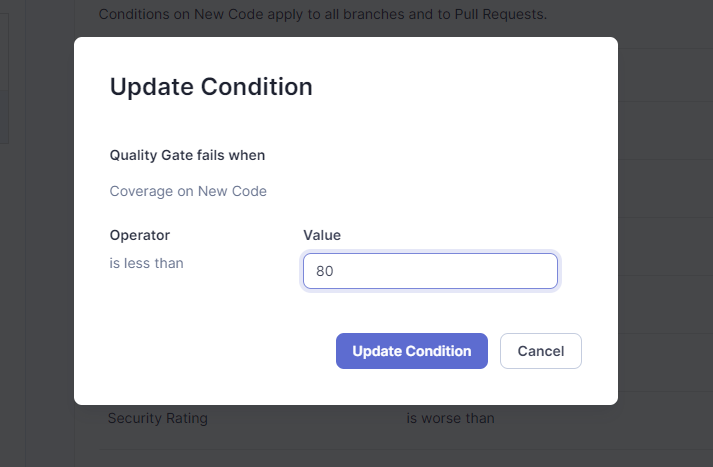 Conditions on New Code apply to all branches and to Pull Requests.
Update Condition
Quality Gate fails when
Coverage on New Code
Operator
Value
is less than
80
Update Condition
Cancel
Security Rating
is worse than